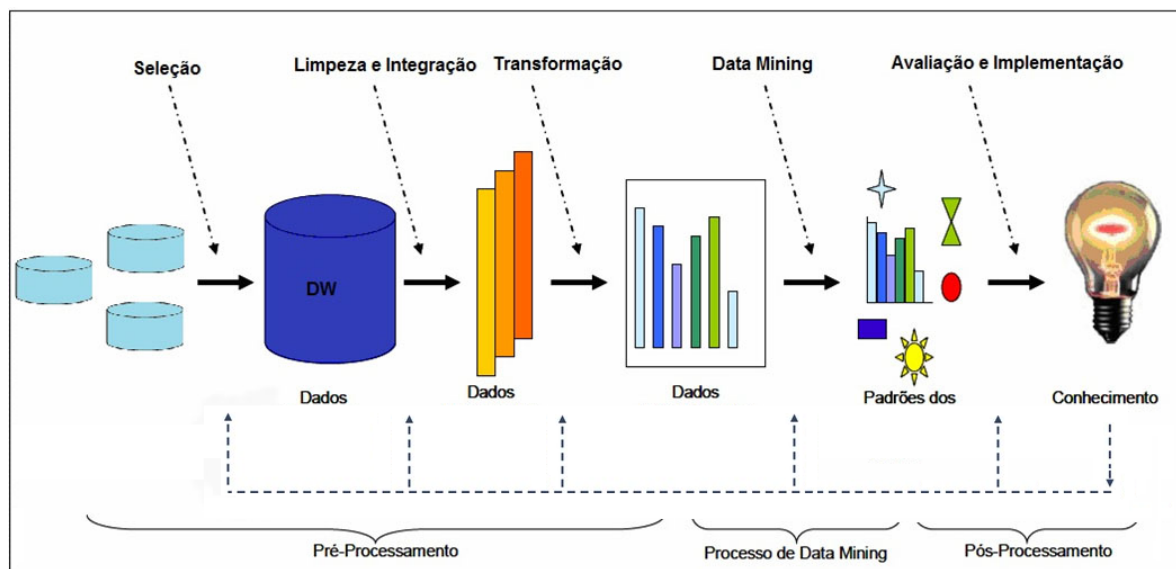 Seleção
Limpeza e Integração
Transformação
Data Mining
Avaliação e Implementação
DW
Dados
Dados
Dados
Padrões dos
Conhecimento
Pré-Processamento
Processo de Data Mining
Pós-Processamento